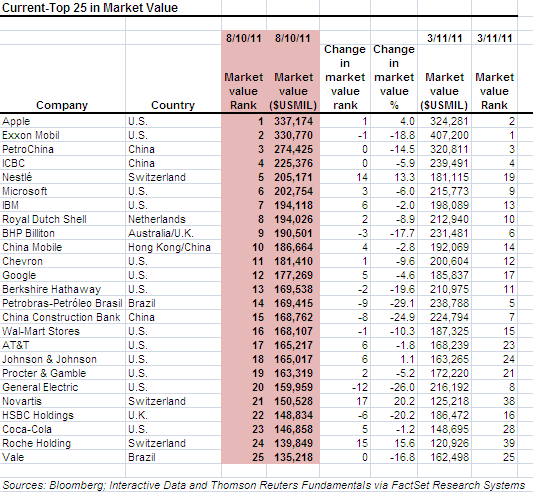 Current-Top 25 in Market Value
8/10/11 8/10/11 Change Change 3/11/11 3/11/11
in in
Market Market market market Market Market
value value value value value value
Company Country Rank ($USMIL) rank % ($USMIL) Rank
Apple U.S. 1 337,174 1 4.0 324,281 2
Exxon Mobil U.S. 2 330,770 -1 -18.8 407,200 1
PetroChina China 3 274,425 0 -14.5 320,811 3
ICBC China 4 225,376 0 -5.9 239,491 4
Nestlé Switzerland 5 205,171 14 13.3 181,115 19
Microsoft U.S. 6 202,754 3 -6.0 215,773 9
IBM U.S. 7 194,118 6 -2.0 198,089 13
Royal Dutch Shell Netherlands 8 194,026 2 -8.9 212,940 10
BHP Billiton Australia/U.K. 9 190,501 -3 -17.7 231,481 6
China Mobile Hong Kong/China 10 186,664 4 -2.8 192,069 14
Chevron U.S. 11 181,410 1 -9.6 200,604 12
Google U.S. 12 177,269 5 -4.6 185,837 17
Berkshire Hathaway U.S. 13 169,538 -2 -19.6 210,975 11
Petrobras-Petróleo Brasil Brazil 14 169,415 -9 -29.1 238,788 5
China Construction Bank China 15 168,762 -8 -24.9 224,794 7
Wal-Mart Stores U.S. 16 168,107 -1 -10.3 187,325 15
AT&T U.S. 17 165,217 6 -1.8 168,239 23
Johnson & Johnson U.S. 18 165,017 6 1.1 163,265 24
Procter & Gamble U.S. 19 163,319 2 -5.2 172,220 21
General Electric U.S. 20 159,959 -12 -26.0 216,192 8
Novartis Switzerland 21 150,528 17 20.2 125,218 38
HSBC Holdings U.K. 22 148,834 -6 -20.2 186,472 16
Coca-Cola U.S. 23 146,858 5 -1.2 148,695 28
Roche Holding Switzerland 24 139,849 15 15.6 120,926 39
Vale Brazil 25 135,218 0 -16.8 162,498 25
Sources: Bloomberg; Interactive Data and Thomson Reuters Fundamentals via FactSet Research Systems